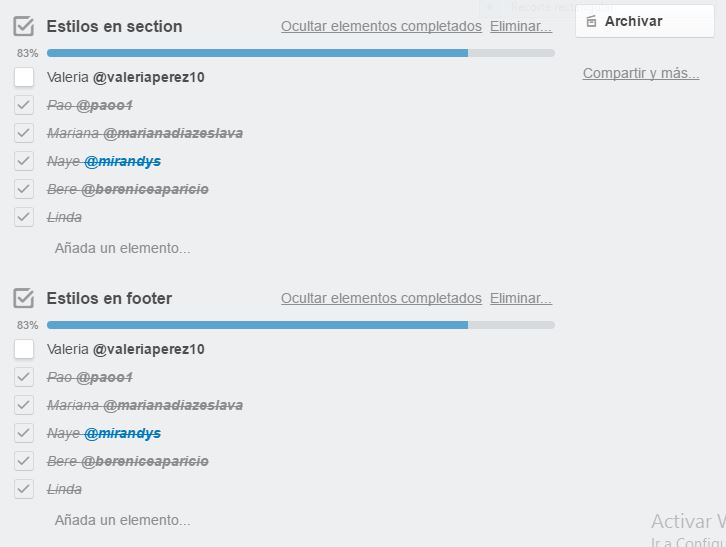 Recorte rectangular
Estilos en section Ocultar elementos completados Eliminar... Archivar
83%
Valeria @valeriaperez10 Compartir y más...
Pao @paoo1
Mariana @marianadiazeslava
Naye @mirandys
Bere @bereniceaparicio
Linda
Añada un elemento...
Estilos en footer Ocultar elementos completados Eliminar...
83%
Valeria @valeriaperez10
Pao @paoo1
Mariana @marianadiazeslava
Naye @mirandys
Bere @bereniceaparicio
Linda
Añada un elemento...
Activar
Ir a Configu